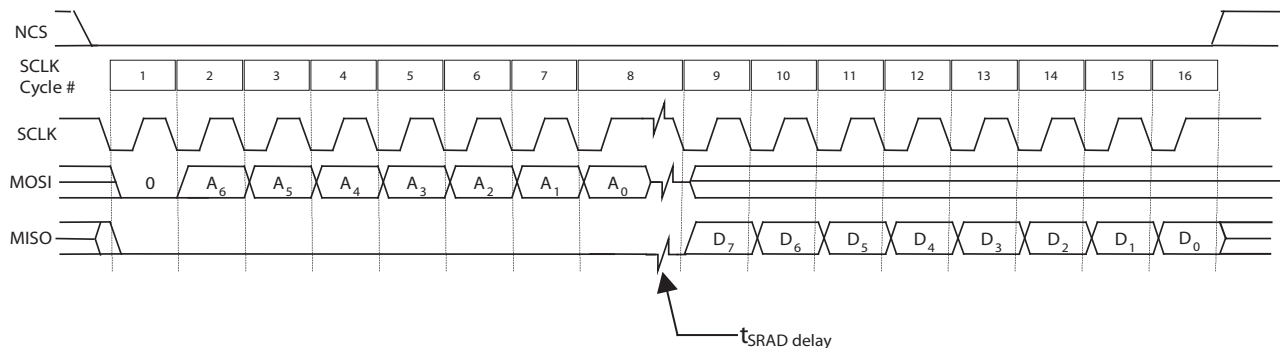 NCS
SCLK
Cycle #
1 2 3 4 5 6 7 8 9 10 11 12 13 14 15 16
SCLK
MOSI 0 A6 A5 A4 A3 A2 A1 A0
MISO D7 D6 D5 D4 D3 D2 D1 D0
tSRAD delay